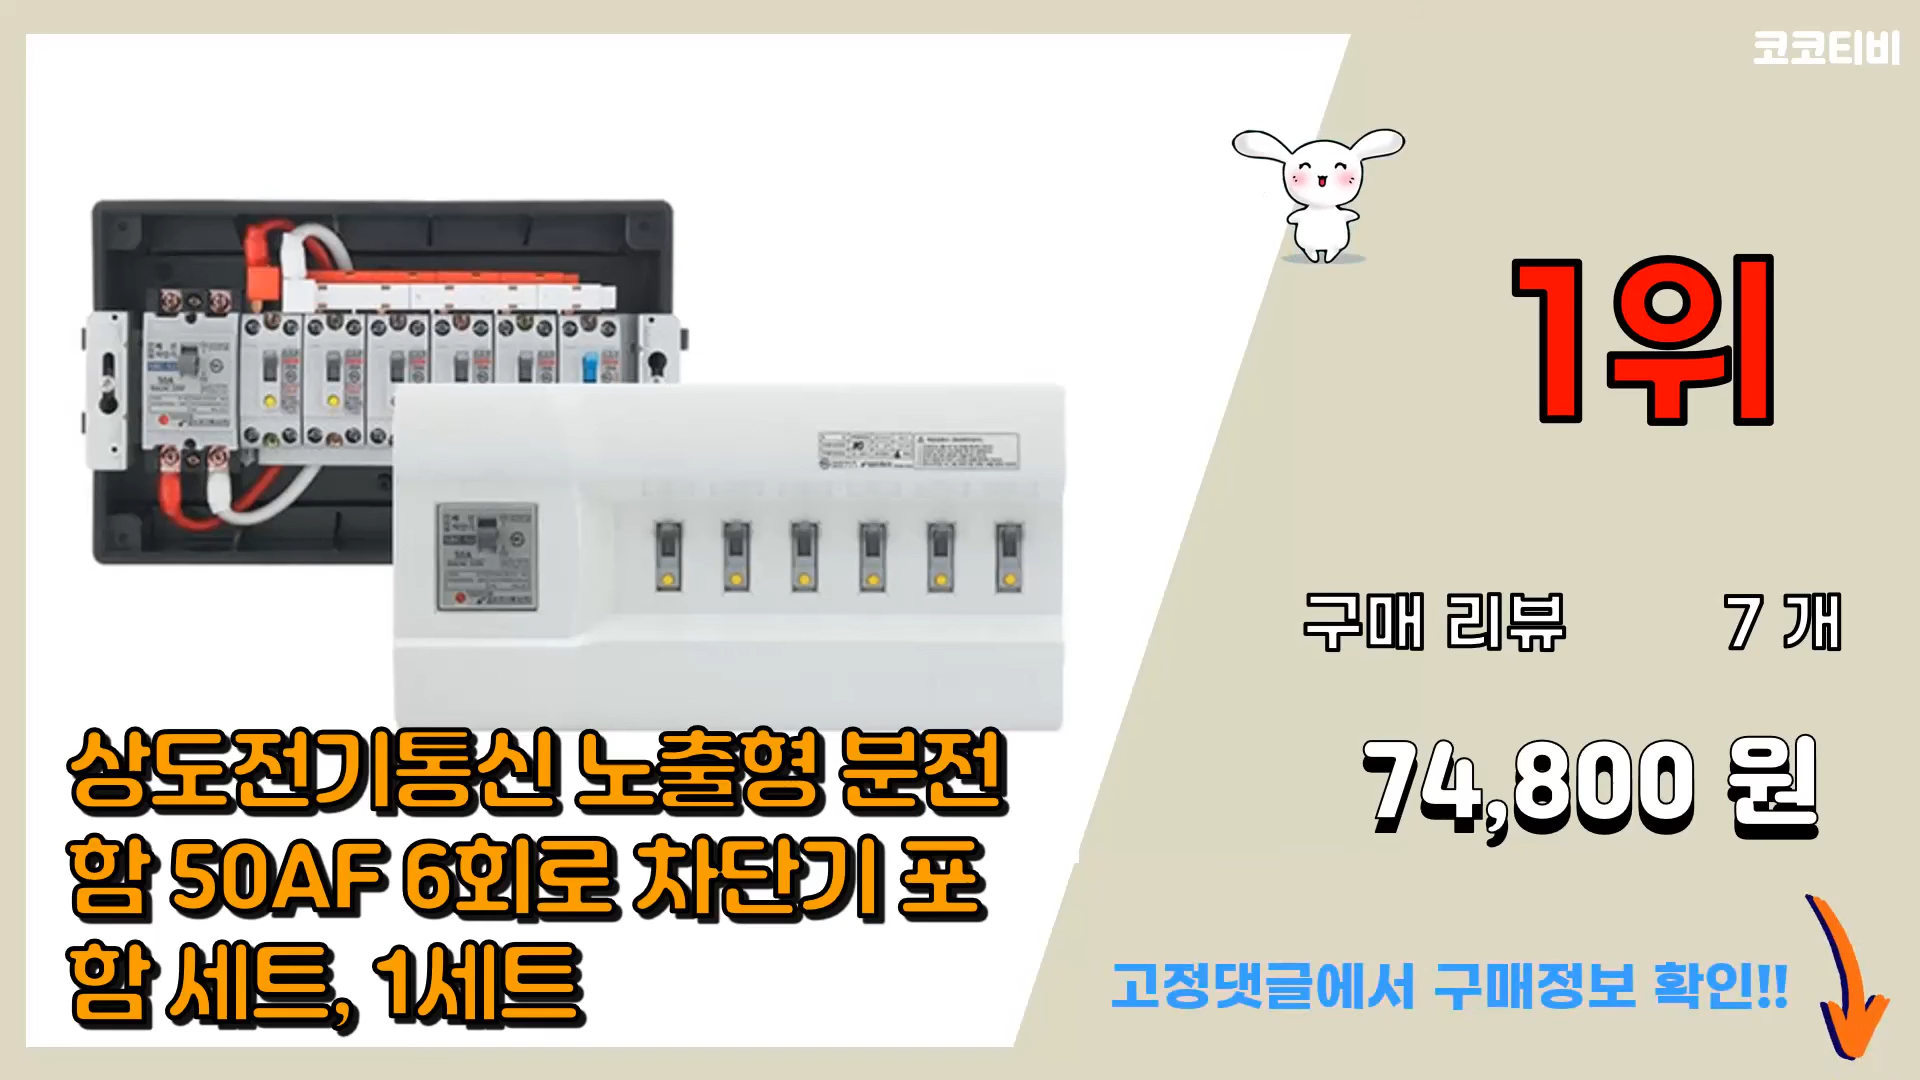 코코티비
1위
구매 리뷰 7 개
74,800 원
상도전기통신 노출형 분전
함 50AF 6회로 차단기 포
함 세트, 1세트
고정댓글에서 구매정보 확인!!
50A
50A